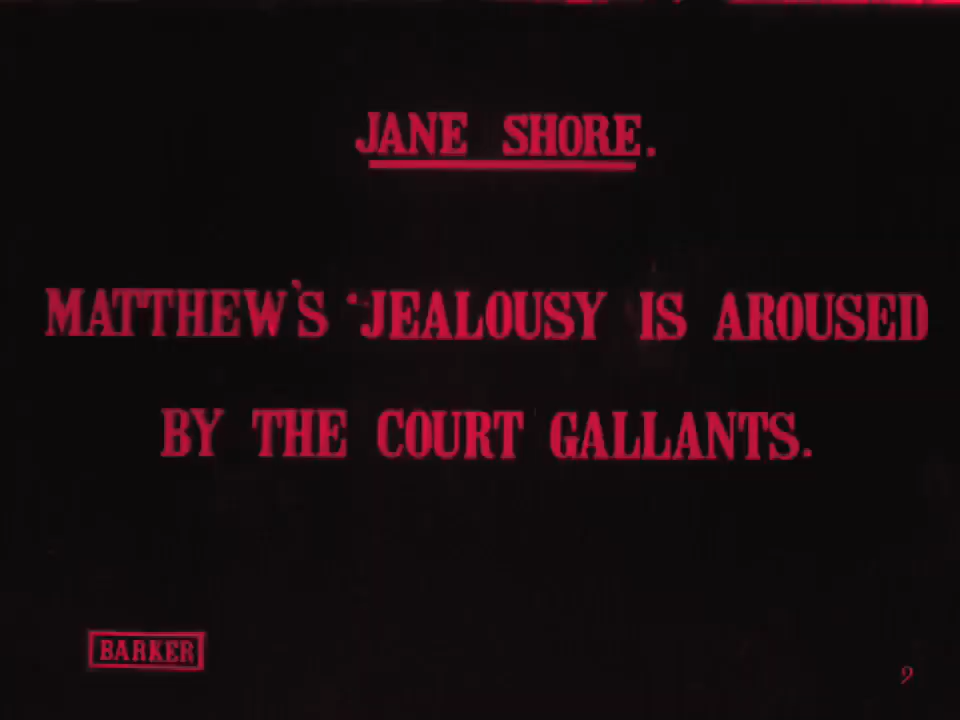 JANE SHORE.
MATTHEW'S JEALOUSY IS AROUSED
BY THE COURT GALLANTS.
BARKER
9